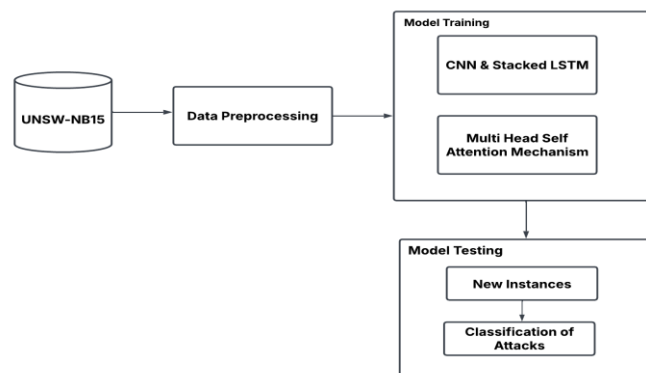 Model Training
CNN & Stacked LSTM
UNSW-NB15
Data Preprocessing
Multi Head Self
Attention Mechanism
Model Testing
New Instances
Classification of
Attacks